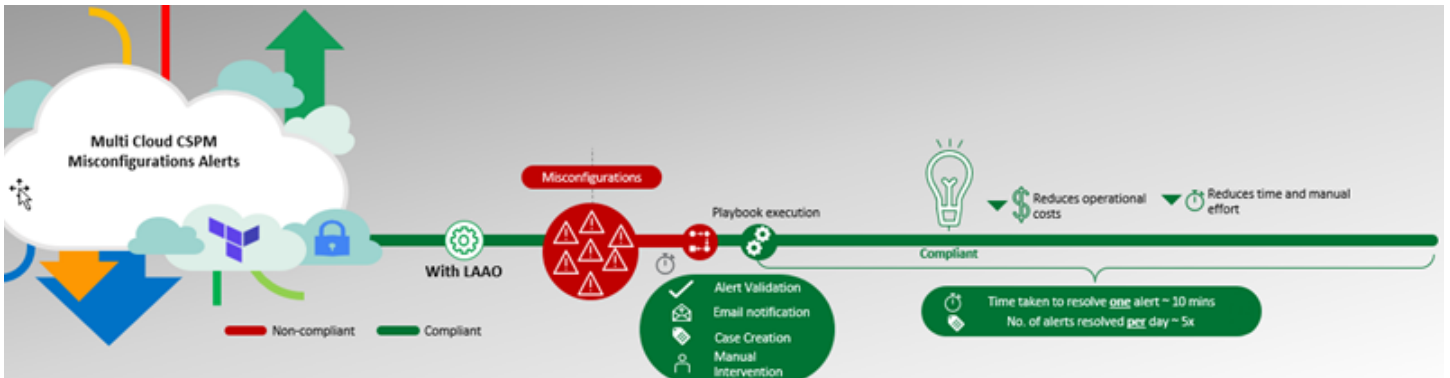 Multi Cloud CSPM
Misconfigurations Alerts
With LAAO
Misconfigurations
Playbook execution
Alert Validation
Email notification
Case Creation
Manual
Intervention
Non-compliant
Compliant
Compliant
Reduces operational
costs
Reduces time and manual
effort
Time taken to resolve one alert ~ 10 mins
No. of alerts resolved per day ~ 5x